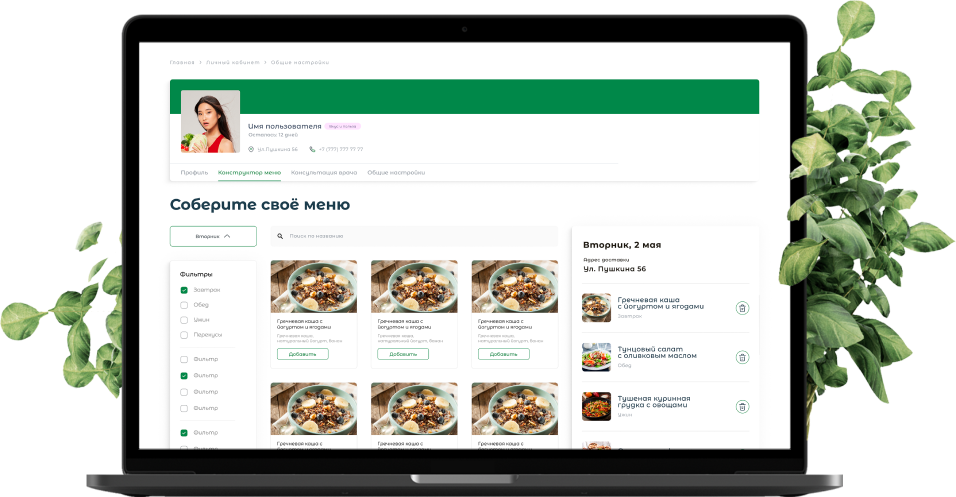 Главная > Личный кабинет > Общие настройки
Имя пользователя
Осталось: 12 дней
ул.Пушкина 56 +7 (777) 777 77 77
Профиль Конструктор меню Консультация врача Общие настройки
Соберите своё меню
Вторник
Поиск по названию
Фильтры
Завтрак
Обед
Ужин
Перекусы
Фильтр
Фильтр
Фильтр
Фильтр
Фильтр
Гречневая каша с
йогуртом и ягодами
Гречневая каша,
натуральный йогурт, банан
Добавить
Гречневая каша с
йогуртом и ягодами
Гречневая каша,
натуральный йогурт, банан
Добавить
Гречневая каша с
йогуртом и ягодами
Гречневая каша,
натуральный йогурт, банан
Добавить
Гречневая каша с
йогуртом и ягодами
Гречневая каша с
йогуртом и ягодами
Гречневая каша с
йогуртом и ягодами
Вторник, 2 мая
Адрес доставки
Ул. Пушкина 56
Гречневая каша
с йогуртом и ягодами
Завтрак
Тунцовый салат
с оливковым маслом
Обед
Тушеная куринная
грудка с овощами
Ужин